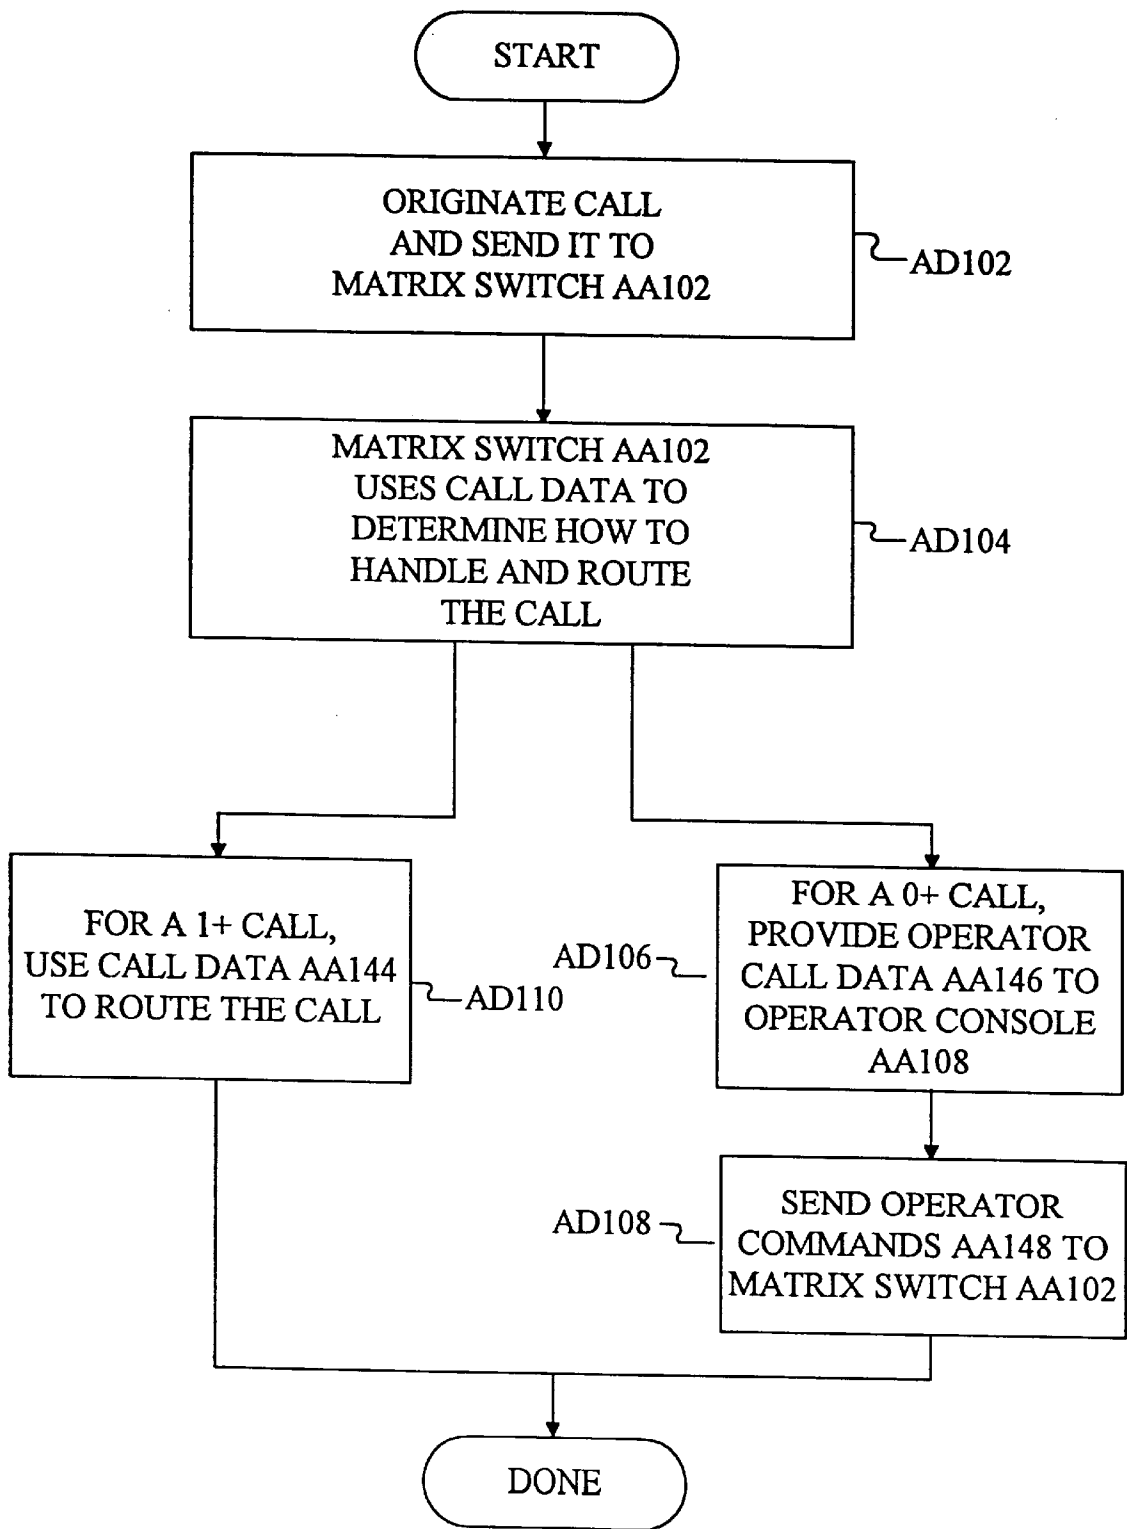 START
ORIGINATE CALL
AND SEND IT TO
MATRIX SWITCH AA102
AD102
MATRIX SWITCH AA102
USES CALL DATA TO
DETERMINE HOW TO
HANDLE AND ROUTE
THE CALL
AD104
FOR A 1+ CALL,
USE CALL DATA AA144
TO ROUTE THE CALL
AD110
AD106
FOR A 0+ CALL,
PROVIDE OPERATOR
CALL DATA AA146 TO
OPERATOR CONSOLE
AA108
AD108
SEND OPERATOR
COMMANDS AA148 TO
MATRIX SWITCH AA102
DONE